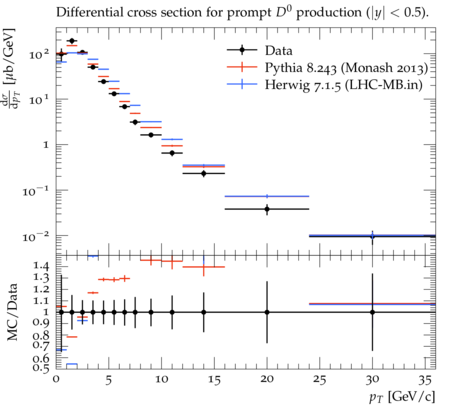 Differential cross section for prompt D⁰ production (|y| < 0.5).
Data
Pythia 8.243 (Monash 2013)
Herwig 7.1.5 (LHC-MB.in)
dσ/dp_T [μb/GeV]
10²
10¹
1
10⁻¹
10⁻²
MC/Data
1.4
1.3
1.2
1.1
1
0.9
0.8
0.7
0.6
0.5
0 5 10 15 20 25 30 35
p_T [GeV/c]